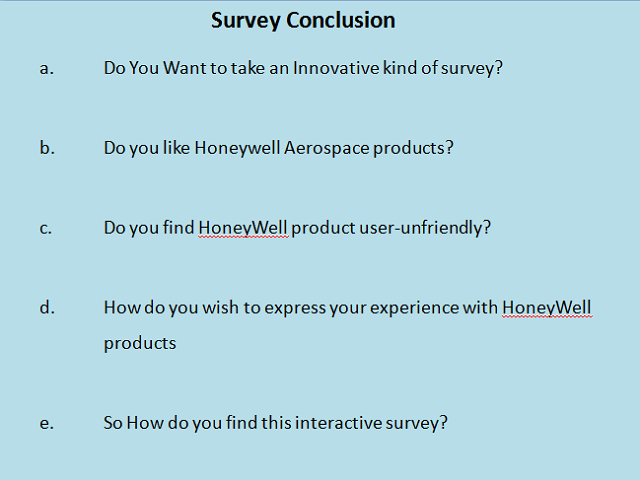 Survey Conclusion
a. Do You Want to take an Innovative kind of survey?
b. Do you like Honeywell Aerospace products?
c. Do you find HoneyWell product user-unfriendly?
d. How do you wish to express your experience with HoneyWell
products
e. So How do you find this interactive survey?